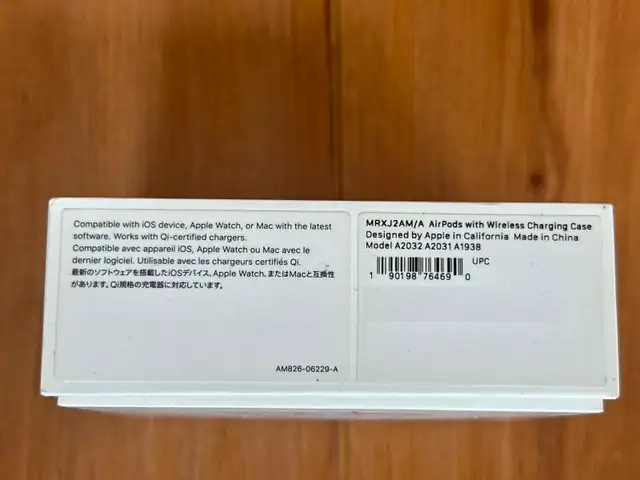 Compatible with iOS device, Apple Watch, or Mac with the latest
software. Works with Qi-certified chargers.
Compatible avec appareil iOS, Apple Watch ou Mac avec le
dernier logiciel. Utilisable avec les chargeurs certifiés Qi.
最新のソフトウェアを搭載したiOSデバイス、Apple Watch、またはMacと互換性
があります。Qi規格の充電器に対応しています。
AM826-06229-A
MRXJ2AM/A AirPods with Wireless Charging Case
Designed by Apple in California Made in China
Model A2032 A2031 A1938
UPC
1 90198 76469 0